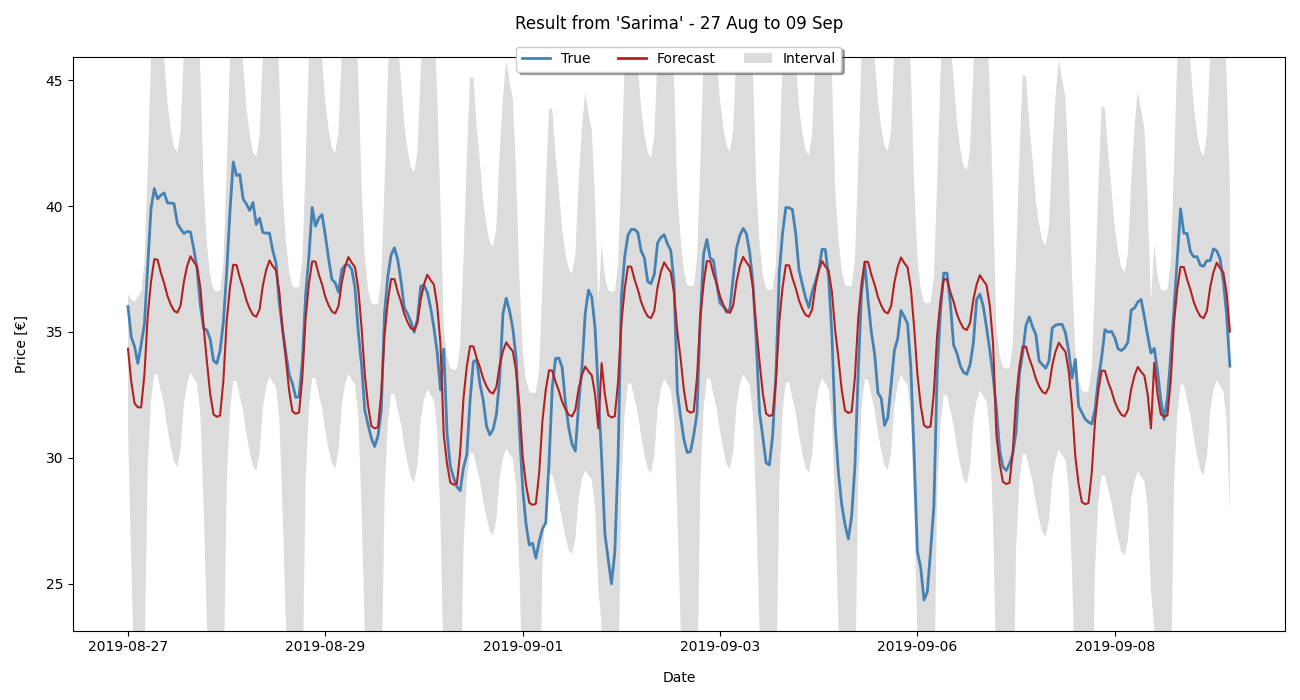 Result from 'Sarima' - 27 Aug to 09 Sep
True Forecast Interval
45
40
35
30
25
Price [€]
2019-08-27 2019-08-29 2019-09-01 2019-09-03 2019-09-06 2019-09-08
Date